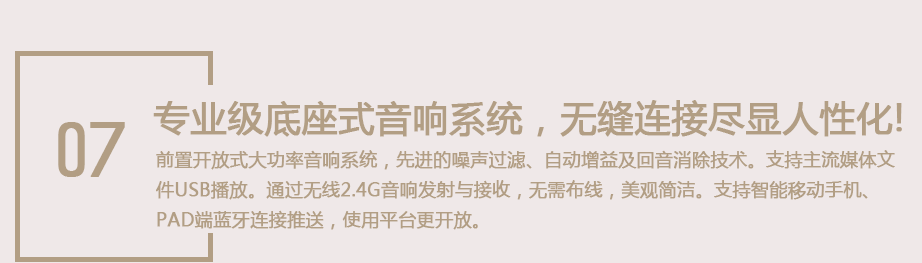 07
专业级底座式音响系统，无缝连接尽显人性化!
前置开放式大功率音响系统，先进的噪声过滤、自动增益及回音消除技术。支持主流媒体文
件USB播放。通过无线2.4G音响发射与接收，无需布线，美观简洁。支持智能移动手机、
PAD端蓝牙连接推送，使用平台更开放。